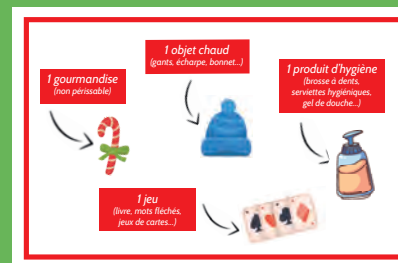 1 objet chaud
(gants, écharpe, bonnet...)
1 gourmandise
(non périssable)
1 produit d'hygiène
(brosse à dents,
serviettes hygiéniques,
gel de douche...)
1 jeu
(livre, mots fléchés,
jeux de cartes...)